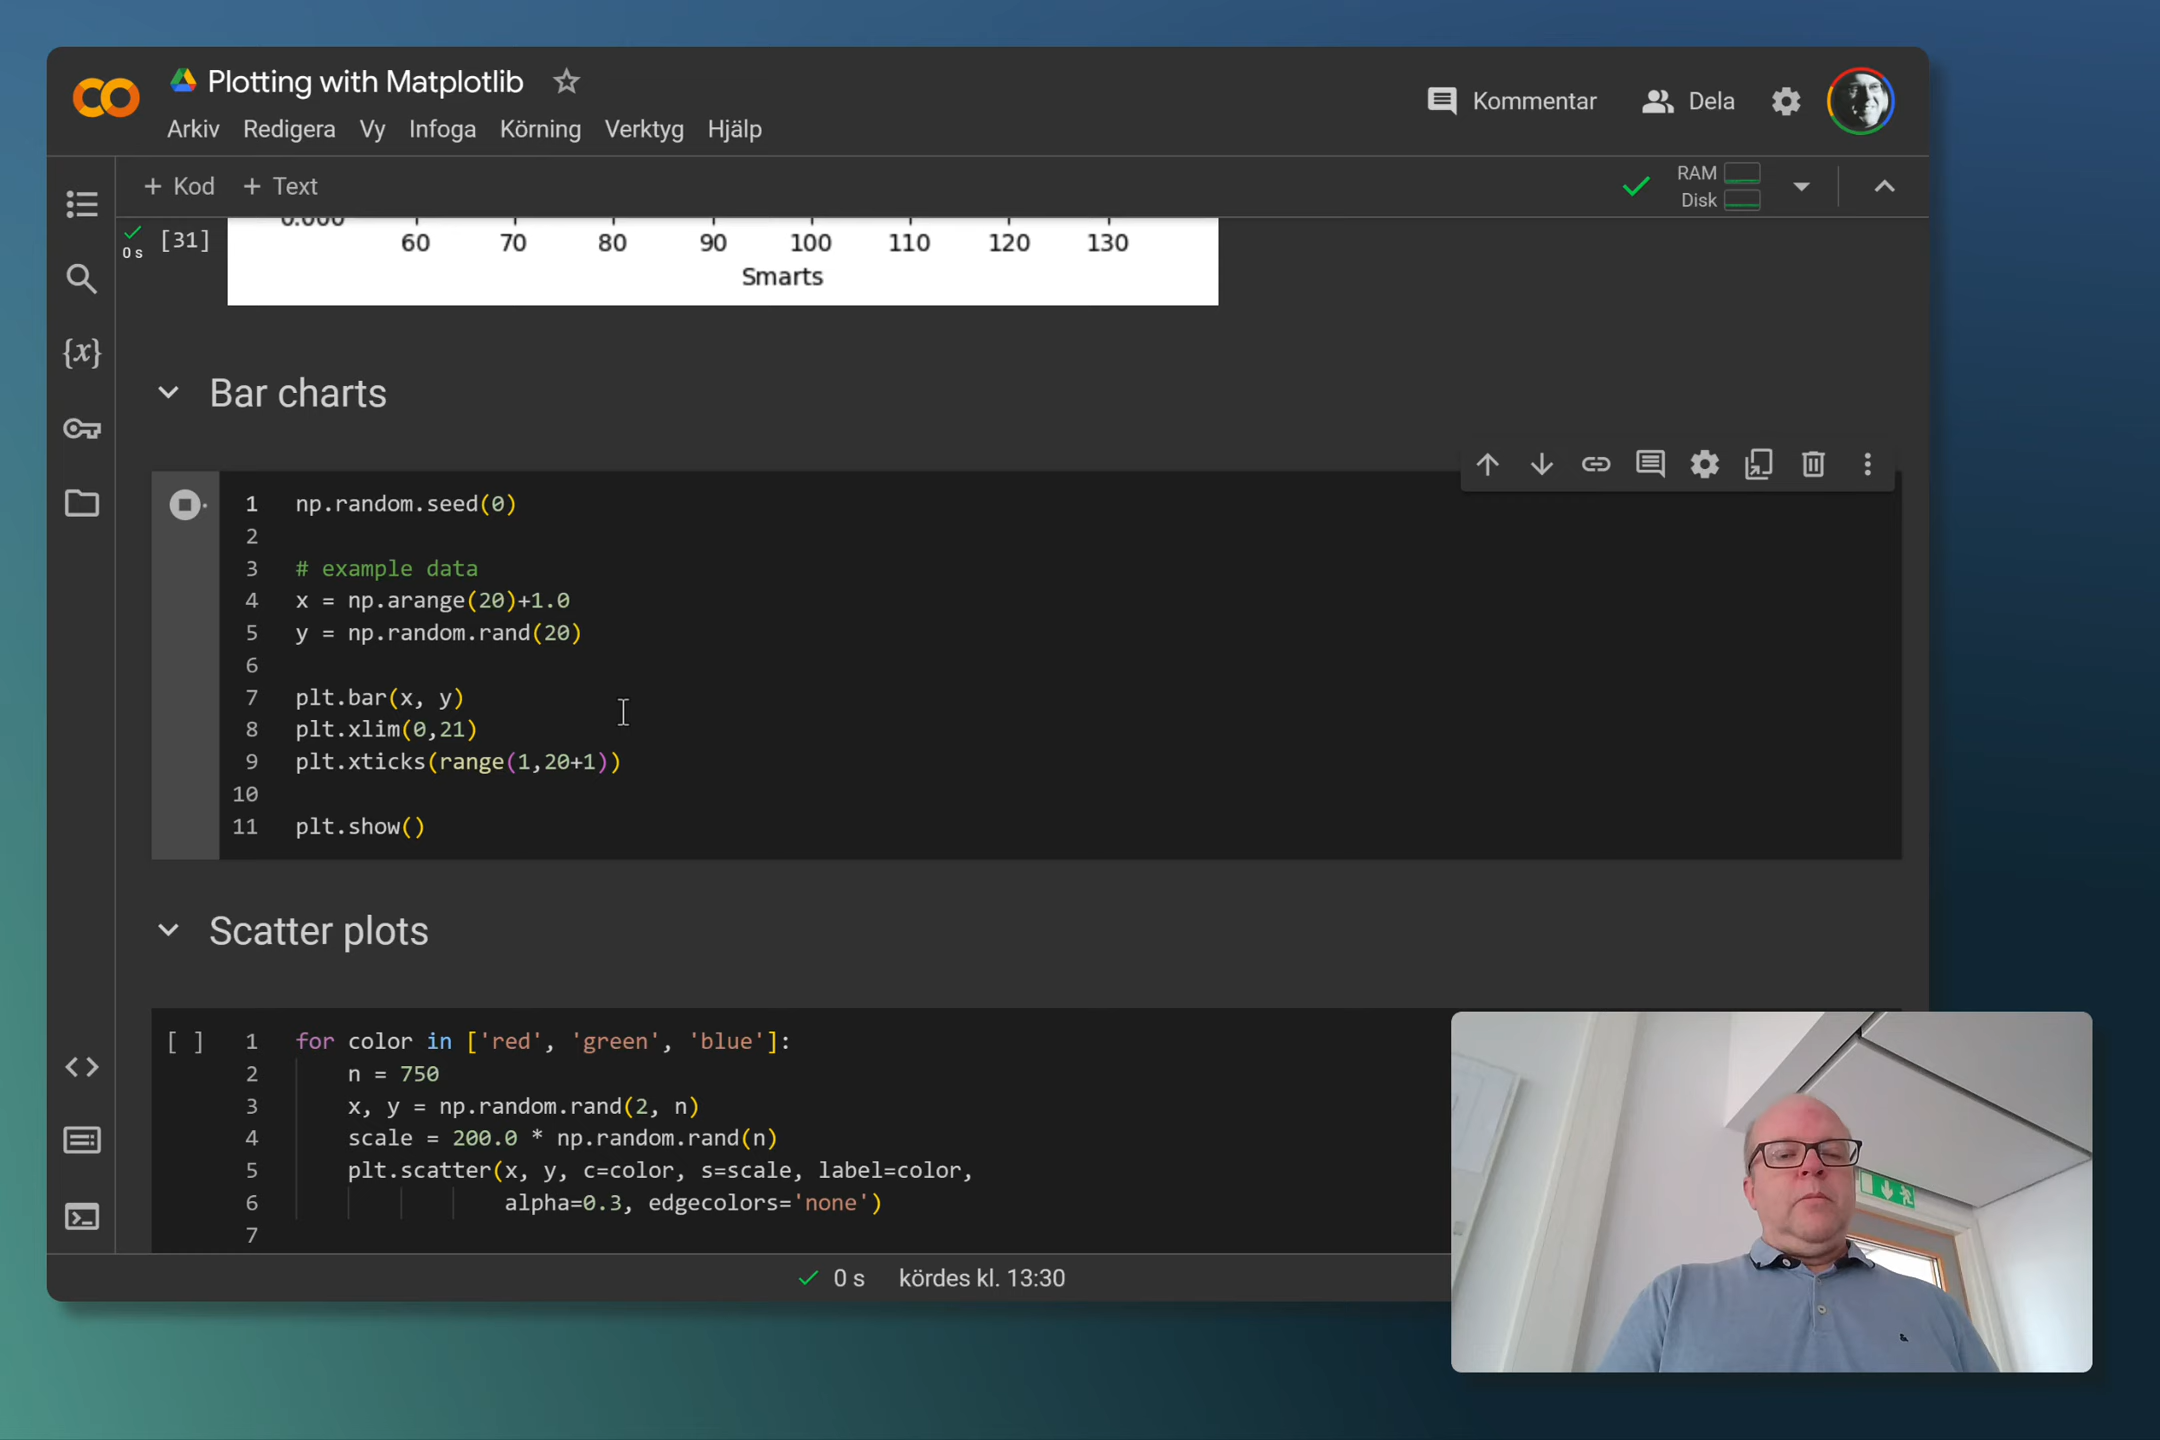 Plotting with Matplotlib
Kommentar
Dela
Arkiv Redigera Vy Infoga Körning Verktyg Hjälp
+ Kod + Text
RAM
Disk
0 s
[31]
0.000
60 70 80 90 100 110 120 130
Smarts
{x}
Bar charts
1 np.random.seed(0)
2
3 # example data
4 x = np.arange(20)+1.0
5 y = np.random.rand(20)
6
7 plt.bar(x, y)
8 plt.xlim(0,21)
9 plt.xticks(range(1,20+1))
10
11 plt.show()
Scatter plots
[ ] 1 for color in ['red', 'green', 'blue']:
2 n = 750
3 x, y = np.random.rand(2, n)
4 scale = 200.0 * np.random.rand(n)
5 plt.scatter(x, y, c=color, s=scale, label=color,
6 alpha=0.3, edgecolors='none')
7
0 s kördes kl. 13:30